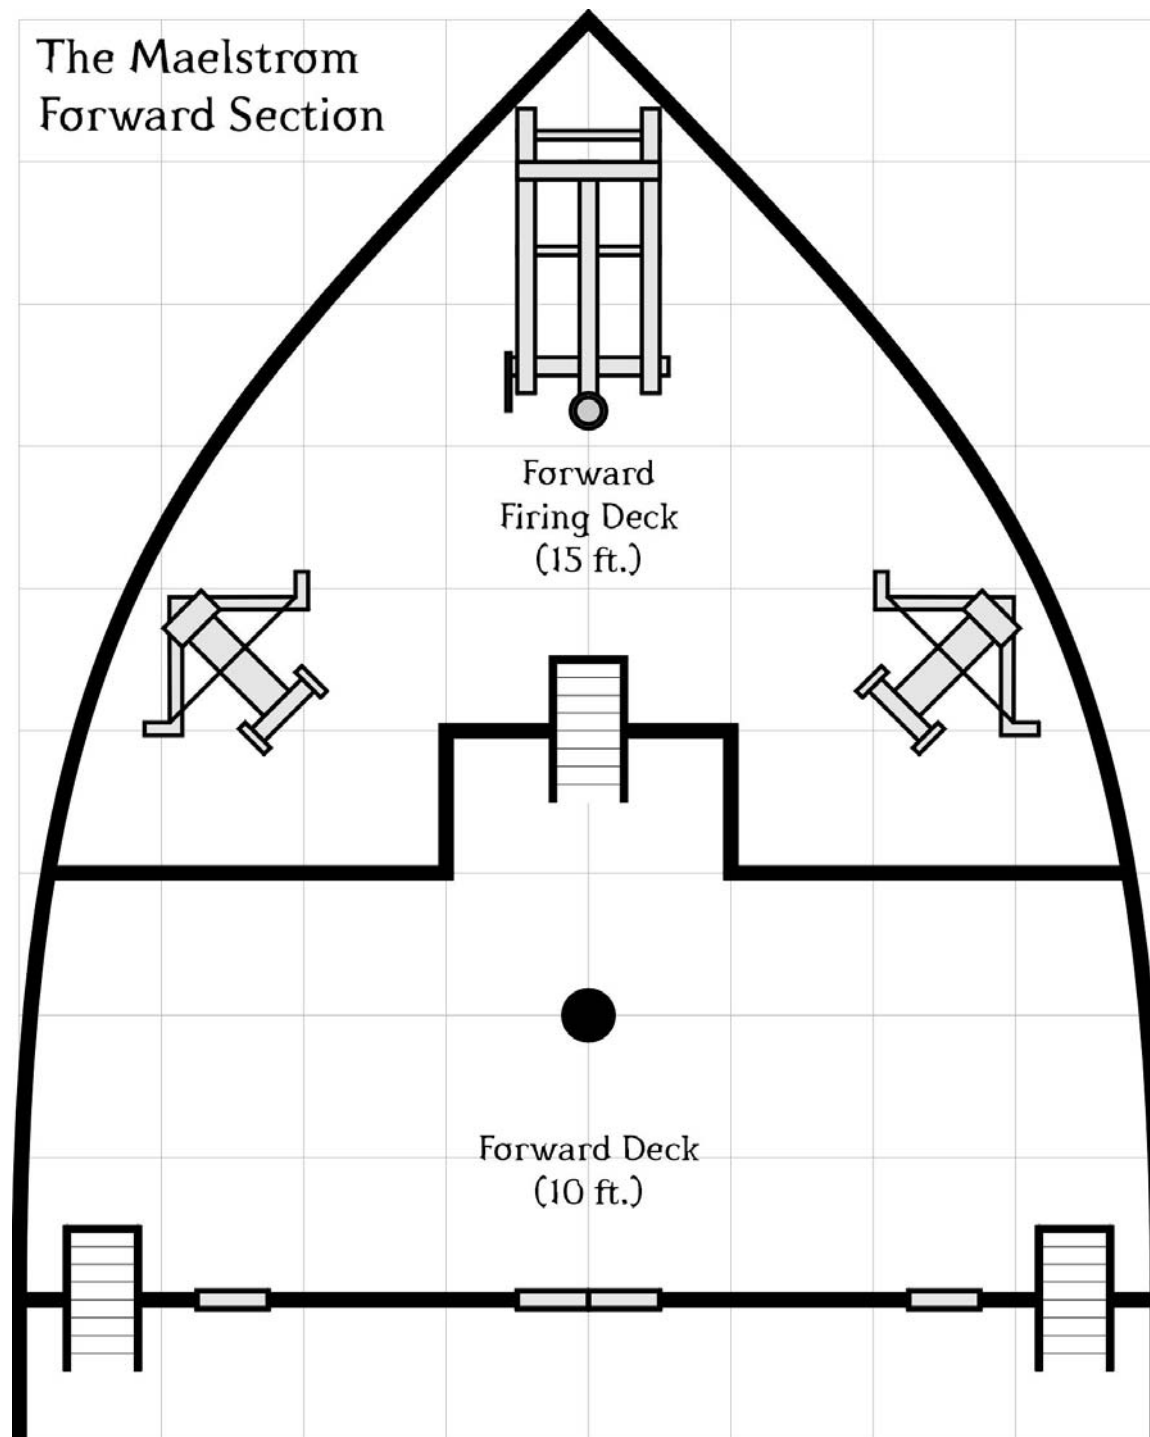 The Maelstrom
Forward Section
Forward
Firing Deck
(15 ft.)
Forward Deck
(10 ft.)